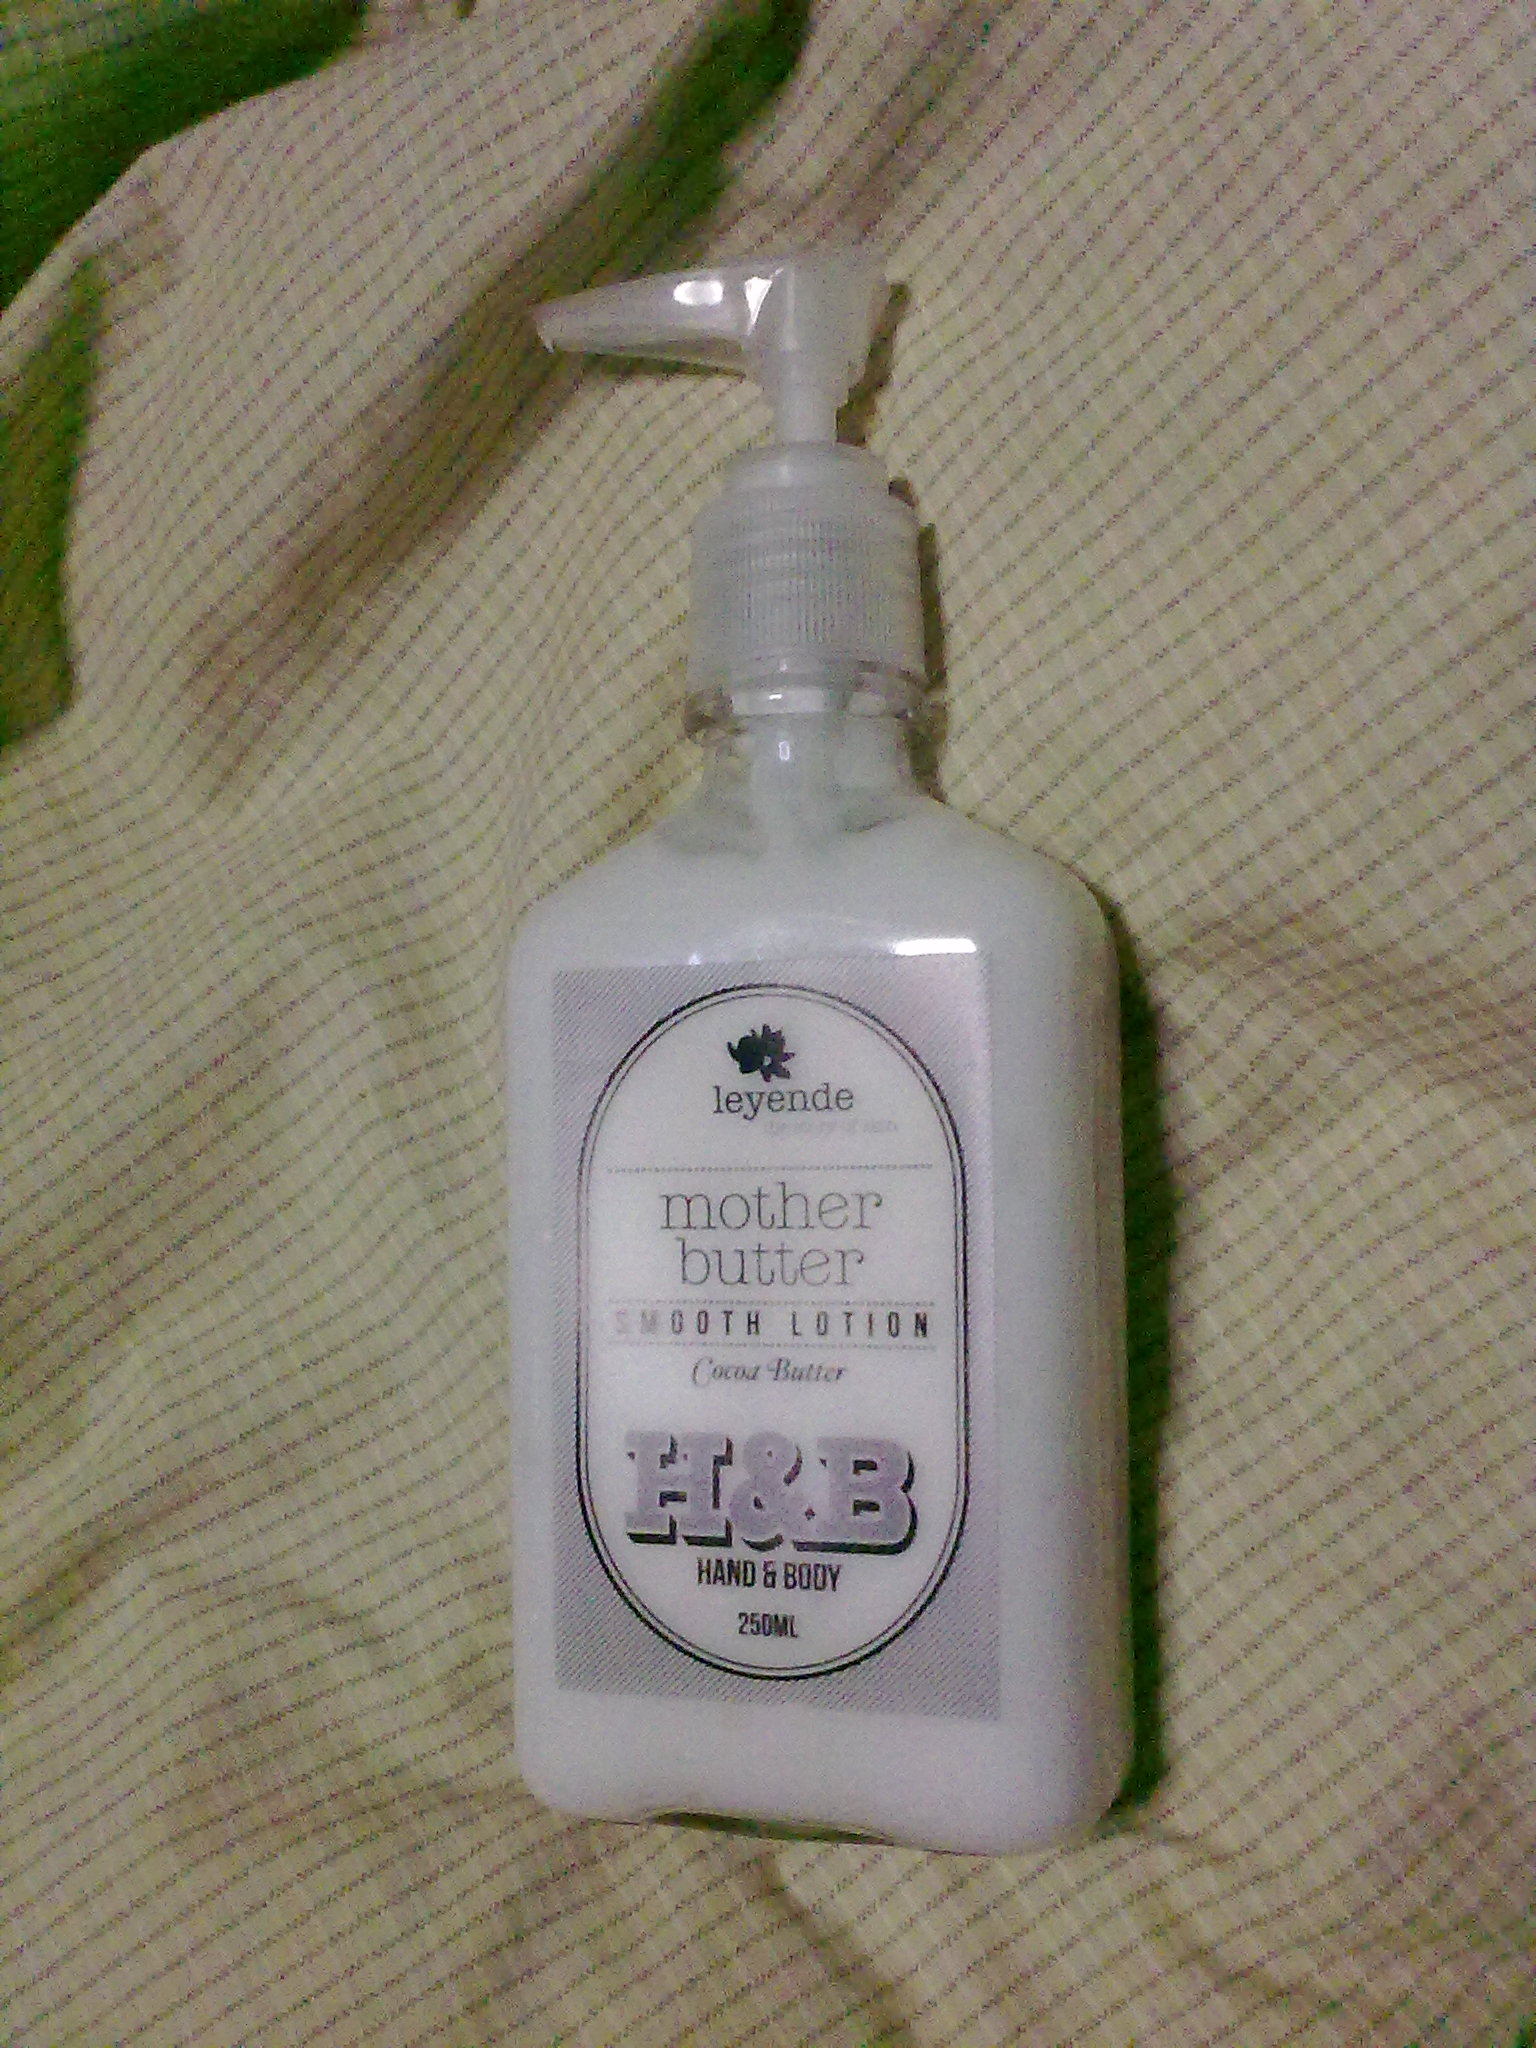 leyende
mother
butter
SMOOTH LOTION
Cocoa Butter
H&B
HAND & BODY
250ML